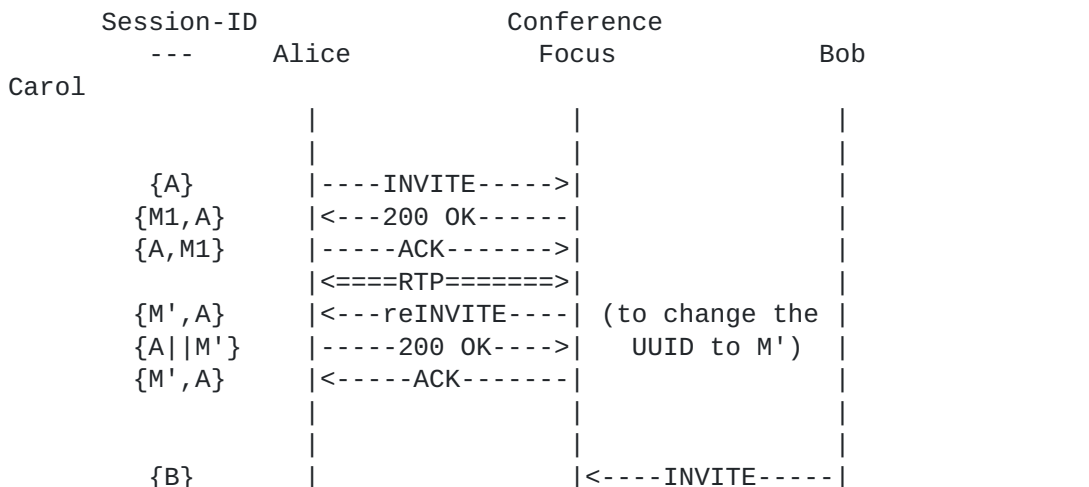 Session-ID                Conference
         ---     Alice            Focus             Bob
Carol
                   |                |                |
                   |                |                |
         {A}       |----INVITE----->|                |
        {M1,A}     |<---200 OK------|                |
        {A,M1}     |-----ACK------->|                |
                   |<====RTP=======>|                |
        {M',A}     |<---reINVITE----| (to change the |
        {A||M'}    |-----200 OK---->|   UUID to M')  |
        {M',A}     |<-----ACK-------|                |
                   |                |                |
                   |                |                |
         {B}       |                |<----INVITE-----|